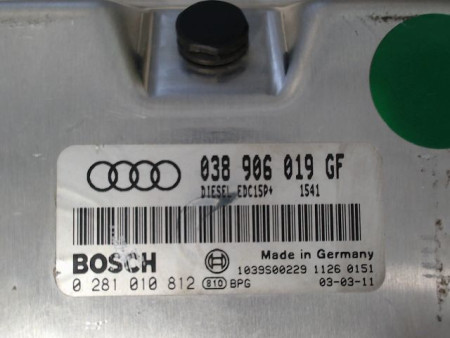 038 906 019 GF
DIESEL EDC15P+ 1541
BOSCH
Made in Germany
1039S00229 1126 0151
0 281 010 812 810 BPG 03-03-11